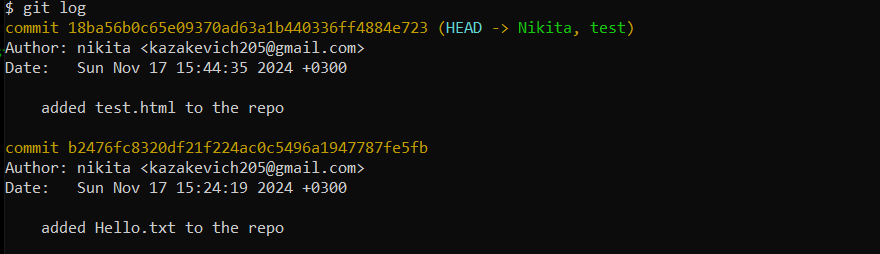 $ git log
commit 18ba56b0c65e09370ad63a1b440336ff4884e723 (HEAD -> Nikita, test)
Author: nikita <kazakevich205@gmail.com>
Date:   Sun Nov 17 15:44:35 2024 +0300
    added test.html to the repo
commit b2476fc8320df21f224ac0c5496a1947787fe5fb
Author: nikita <kazakevich205@gmail.com>
Date:   Sun Nov 17 15:24:19 2024 +0300
    added Hello.txt to the repo